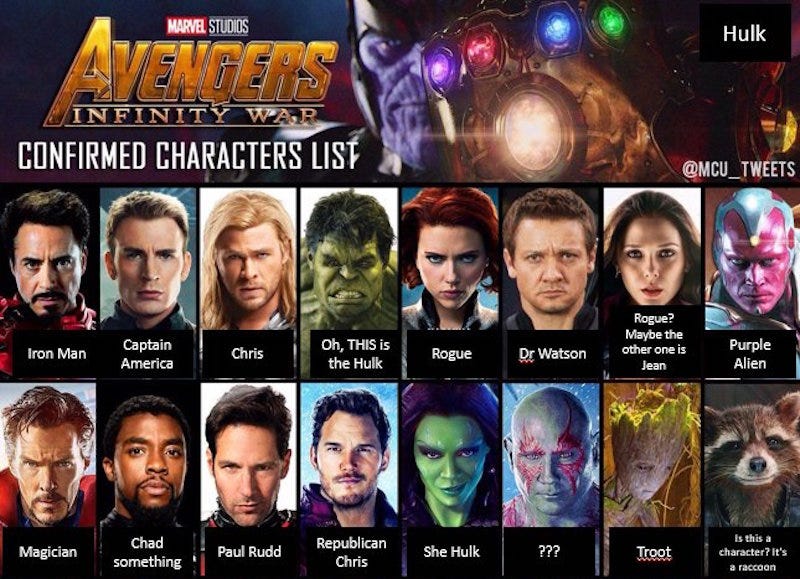 MARVEL STUDIOS
AVENGERS
INFINITY WAR
CONFIRMED CHARACTERS LIST
Hulk
@MCU_TWEETS
Iron Man
Captain
America
Chris
Oh, THIS is
the Hulk
Rogue
Dr Watson
Rogue?
Maybe the
other one is
Jean
Purple
Alien
Magician
Chad
something
Paul Rudd
Republican
Chris
She Hulk
???
Troot
Is this a
character? It's
a raccoon